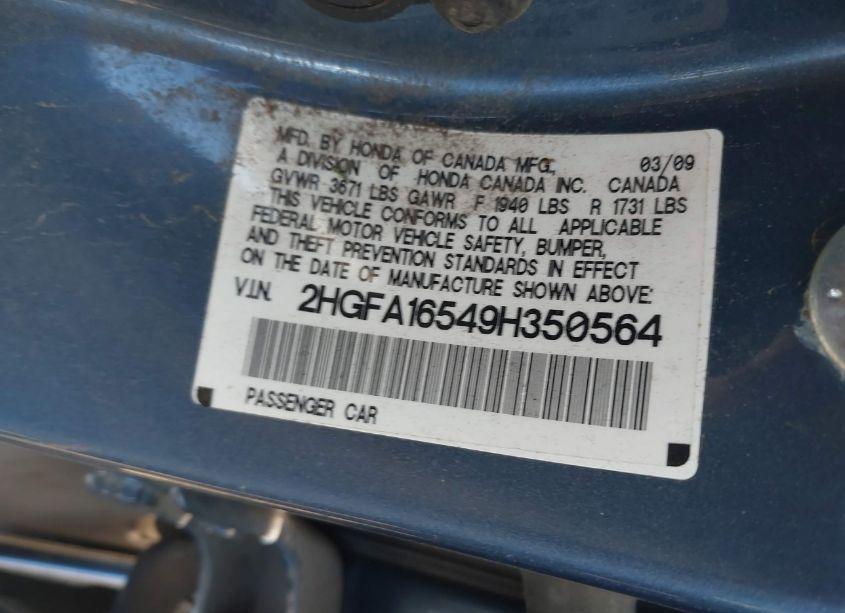 MFD. BY HONDA OF CANADA MFG., 03/09
A DIVISION OF HONDA CANADA INC. CANADA
GVWR 3671 LBS GAWR F 1940 LBS R 1731 LBS
THIS VEHICLE CONFORMS TO ALL APPLICABLE
FEDERAL MOTOR VEHICLE SAFETY, BUMPER,
AND THEFT PREVENTION STANDARDS IN EFFECT
ON THE DATE OF MANUFACTURE SHOWN ABOVE:
V.I.N. 2HGFA16549H350564
PASSENGER CAR